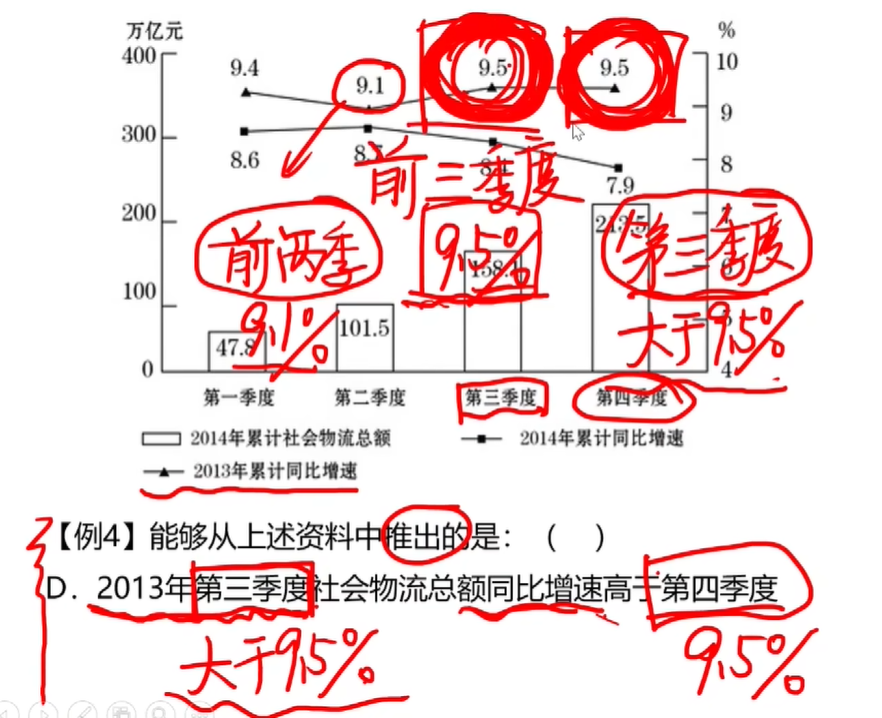 万亿元
%
400
10
9.4
9.1
9.5
9.5
300
9
8.6
8
7.9
前三季度
200
前两季
9.5%
第三季度
213.5
158.1
100
9.1%
大于9.5%
47.8
101.5
0
4
第一季度
第二季度
第三季度
第四季度
2014年累计社会物流总额
2014年累计同比增速
2013年累计同比增速
【例4】能够从上述资料中推出的是：（ ）
D. 2013年第三季度社会物流总额同比增速高于第四季度
大于9.5%
9.5%